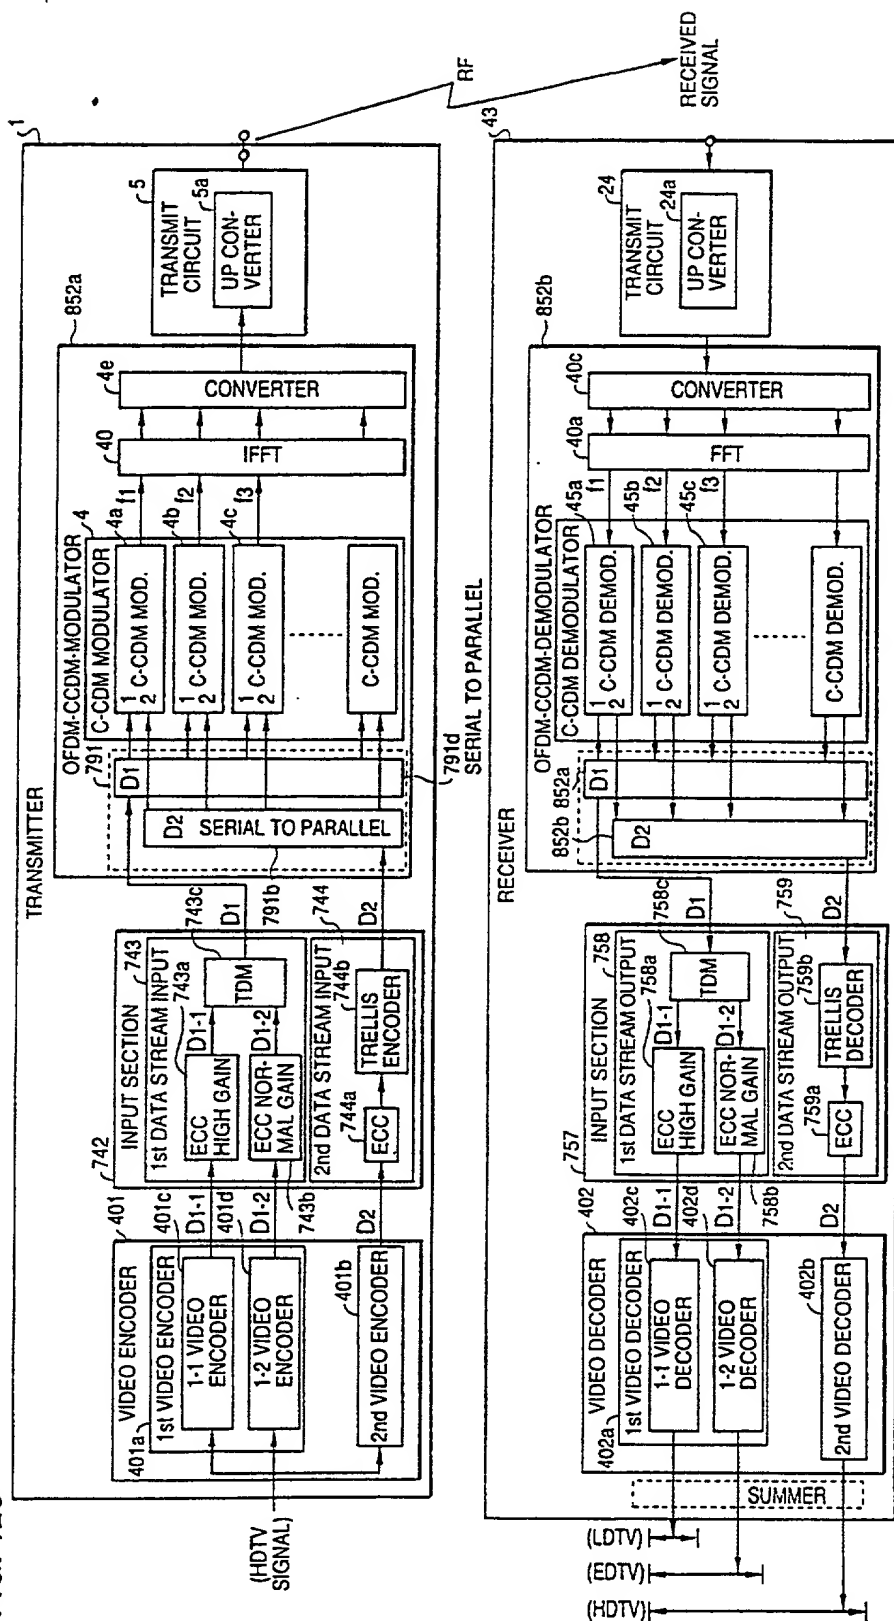 TRANSMITTER
1
(HDTV
SIGNAL)
VIDEO ENCODER
401
401a
1st VIDEO ENCODER
401c
1-1 VIDEO
ENCODER
401d
1-2 VIDEO
ENCODER
401b
2nd VIDEO ENCODER
D1-1
D1-2
D2
742
INPUT SECTION
743
1st DATA STREAM INPUT
743a
ECC
HIGH GAIN
ECC NOR-
MAL GAIN
743b
D1-1
D1-2
743c
TDM
744
2nd DATA STREAM INPUT
744a
ECC
744b
TRELLIS
ENCODER
D1
D2
852a
OFDM-CCDM-MODULATOR
791
D1
D2
SERIAL TO PARALLEL
791b
791d
C-CDM MODULATOR
4
4a
1
2
C-CDM MOD.
4b
1
2
C-CDM MOD.
4c
1
2
C-CDM MOD.
C-CDM MOD.
f1
f2
f3
40
IFFT
4e
CONVERTER
5
TRANSMIT
CIRCUIT
5a
UP CON-
VERTER
RF
RECEIVED
SIGNAL
SERIAL TO PARALLEL
RECEIVER
43
24
TRANSMIT
CIRCUIT
24a
UP CON-
VERTER
852b
OFDM-CCDM-DEMODULATOR
40c
CONVERTER
40a
FFT
f1
f2
f3
C-CDM DEMODULATOR
45a
1
2
C-CDM DEMOD.
45b
1
2
C-CDM DEMOD.
45c
1
2
C-CDM DEMOD.
C-CDM DEMOD.
852a
D1
852b
D2
D1
D2
757
INPUT SECTION
758
1st DATA STREAM OUTPUT
758a
ECC
HIGH GAIN
ECC NOR-
MAL GAIN
758b
D1-1
D1-2
758c
TDM
759
2nd DATA STREAM OUTPUT
759a
ECC
759b
TRELLIS
DECODER
D1-1
D1-2
D2
402
VIDEO DECODER
402a
1st VIDEO DECODER
402c
1-1 VIDEO
DECODER
402d
1-2 VIDEO
DECODER
402b
2nd VIDEO DECODER
SUMMER
(LDTV)
(EDTV)
(HDTV)